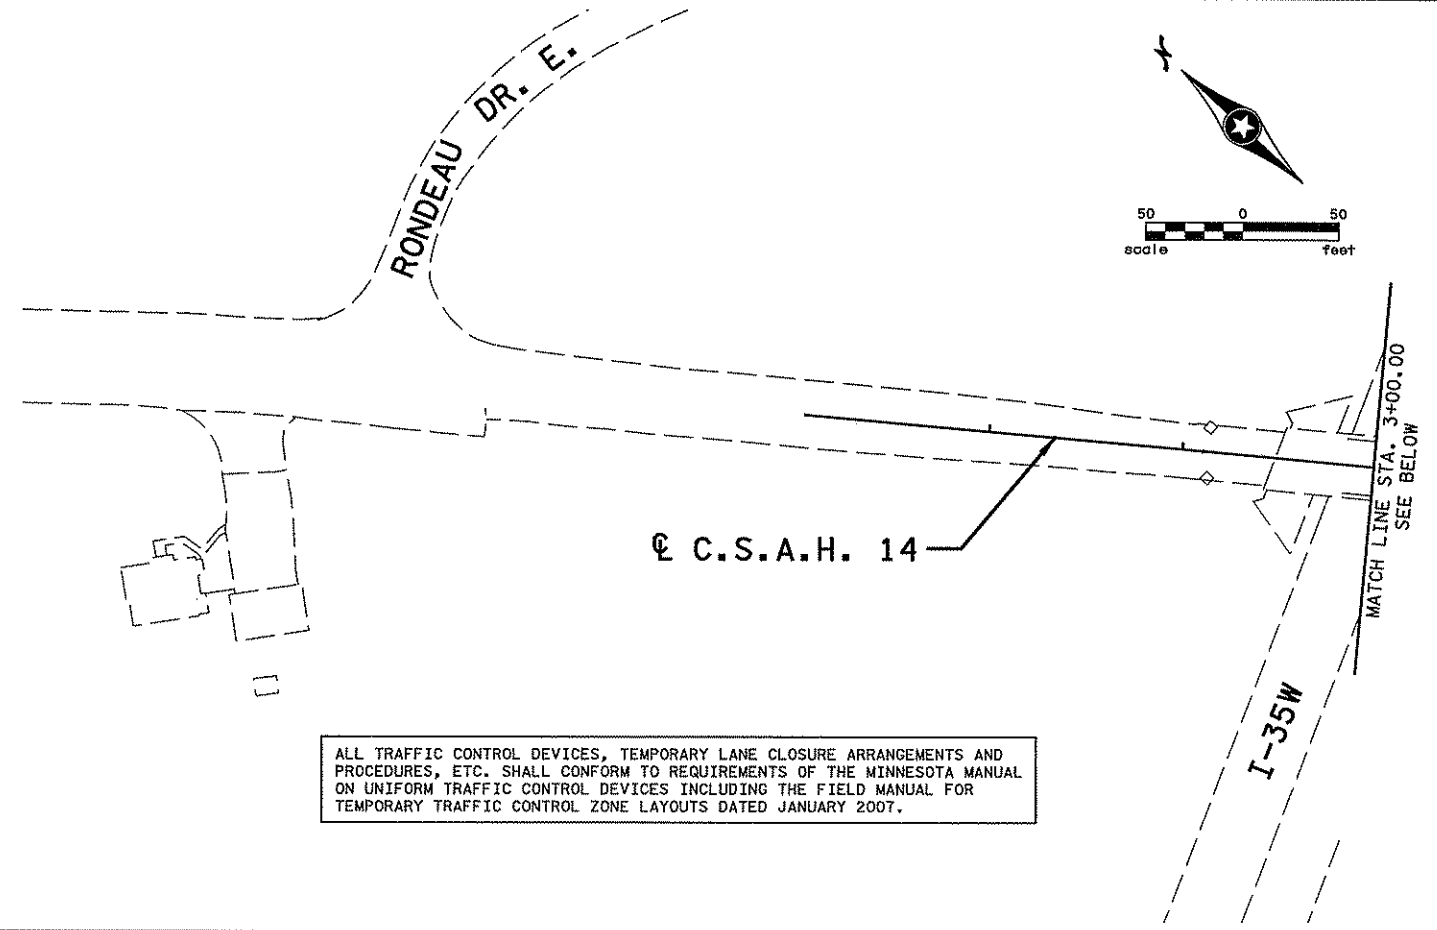 RONDEAU DR. E.
N
50 0 50
scale feet
MATCH LINE STA. 3+00.00
SEE BELOW
℄ C.S.A.H. 14
I-35W
ALL TRAFFIC CONTROL DEVICES, TEMPORARY LANE CLOSURE ARRANGEMENTS AND
PROCEDURES, ETC. SHALL CONFORM TO REQUIREMENTS OF THE MINNESOTA MANUAL
ON UNIFORM TRAFFIC CONTROL DEVICES INCLUDING THE FIELD MANUAL FOR
TEMPORARY TRAFFIC CONTROL ZONE LAYOUTS DATED JANUARY 2007.